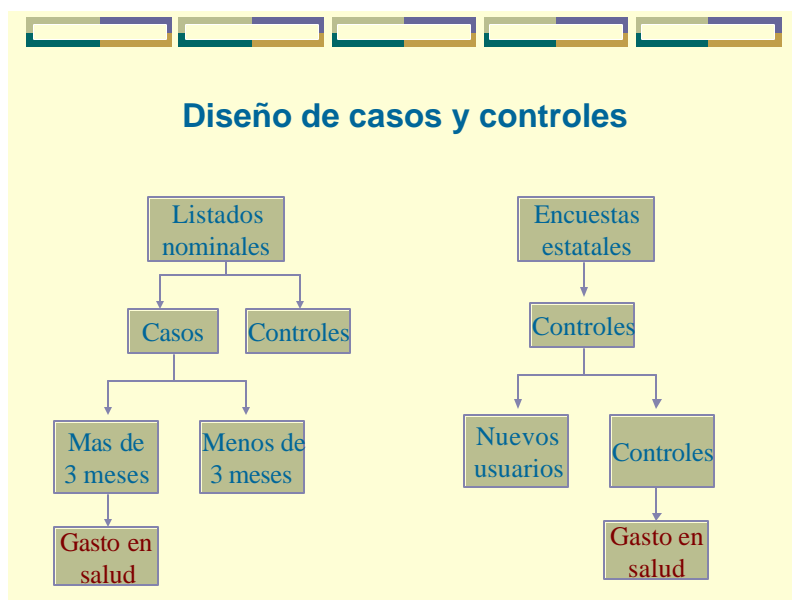 Diseño de casos y controles
Listados
nominales
Casos
Controles
Mas de
3 meses
Menos de
3 meses
Gasto en
salud
Encuestas
estatales
Controles
Nuevos
usuarios
Controles
Gasto en
salud